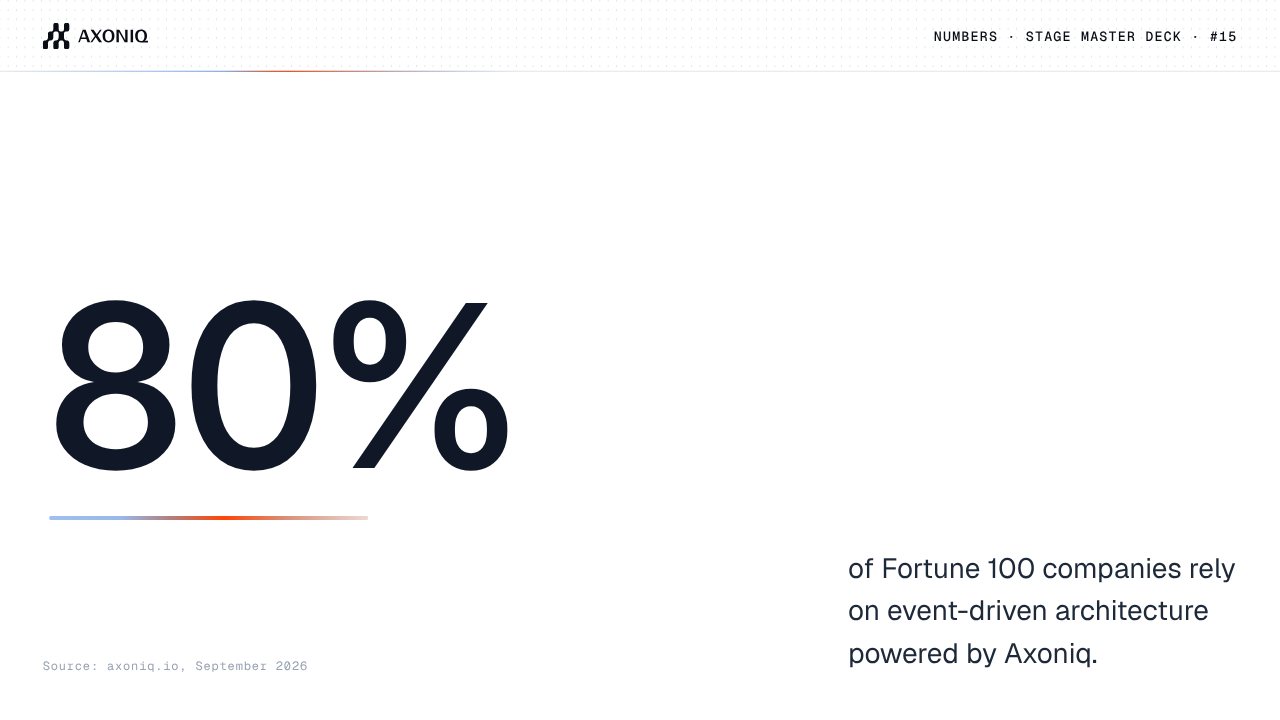 AXONIQ
NUMBERS · STAGE MASTER DECK · #15
80%
of Fortune 100 companies rely
on event-driven architecture
powered by Axoniq.
Source: axoniq.io, September 2026